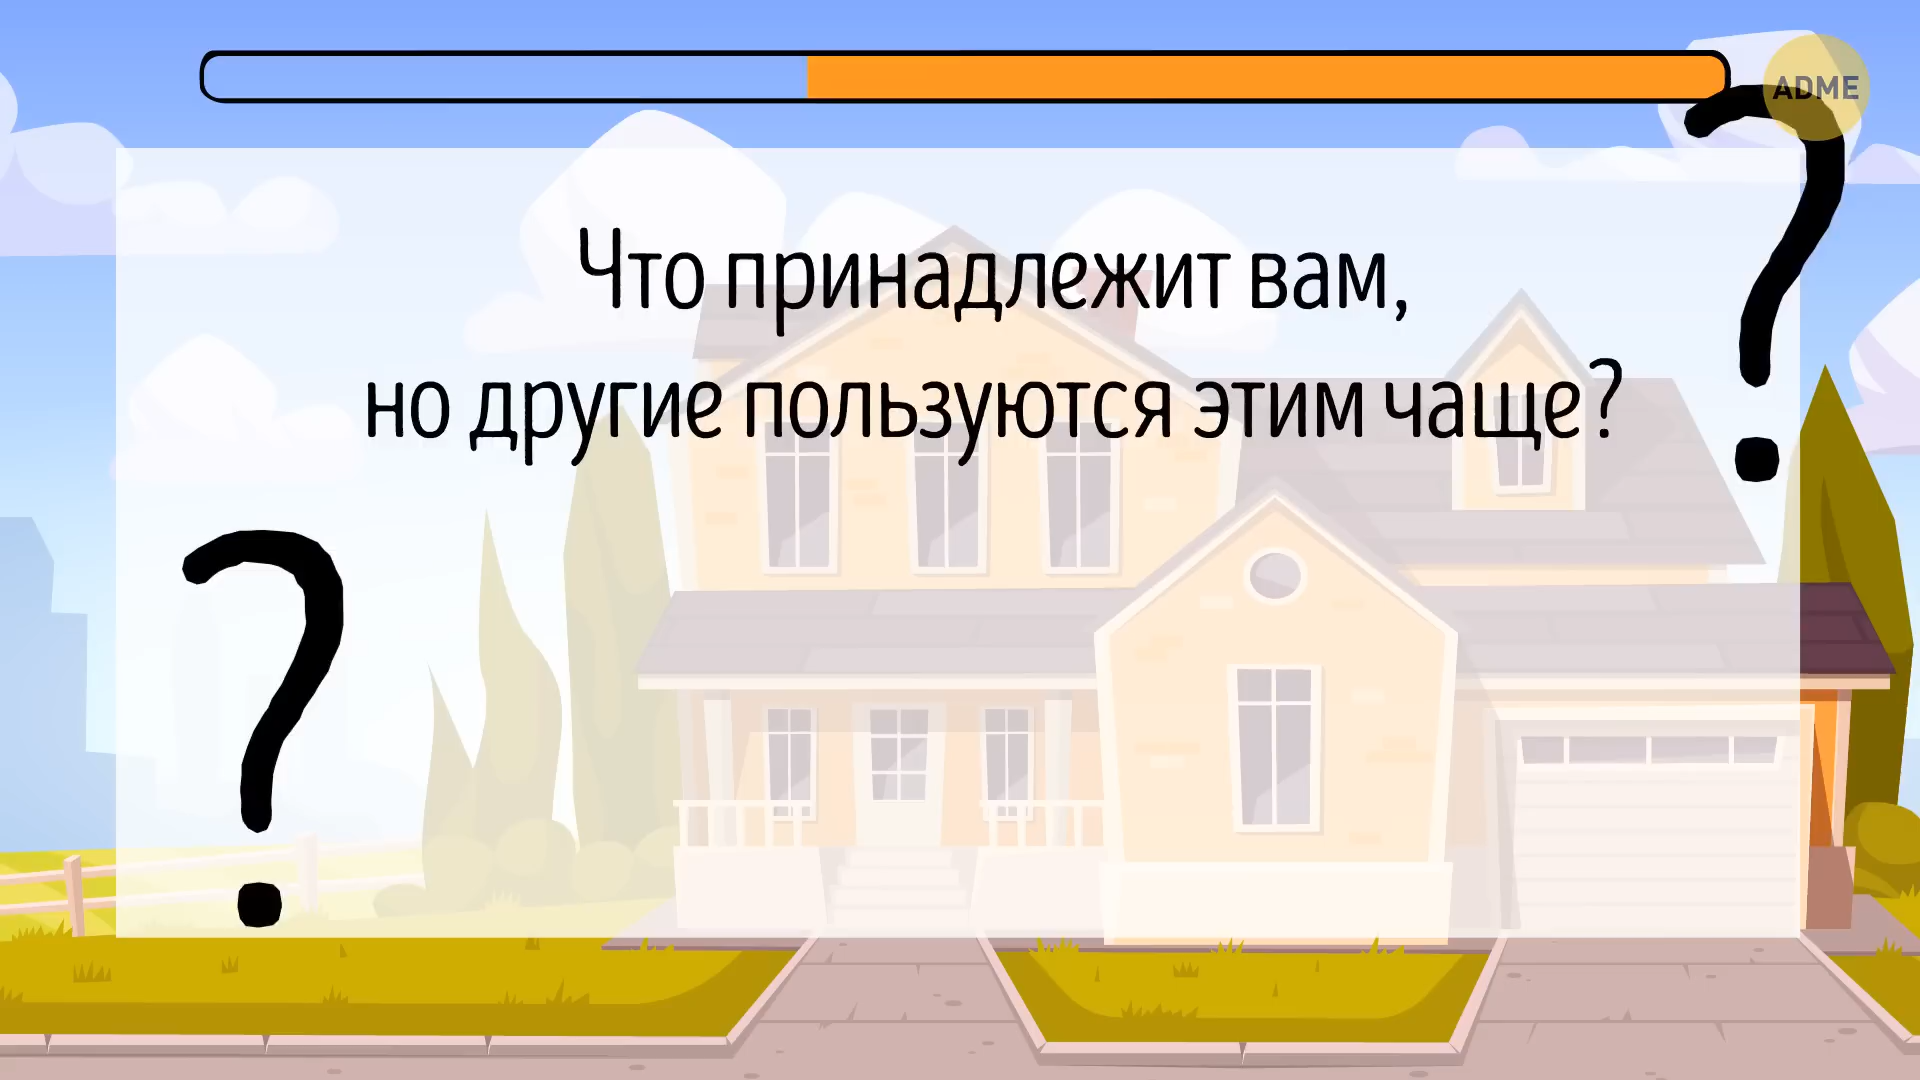 ADME
Что принадлежит вам,
но другие пользуются этим чаще?